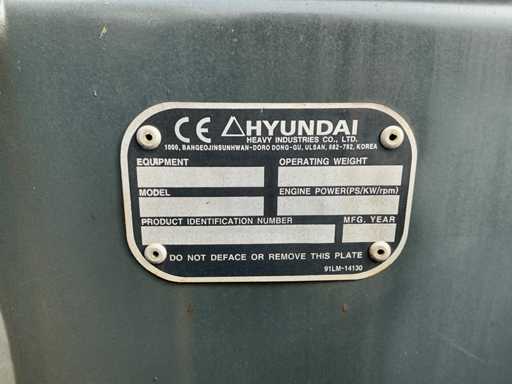 CE HYUNDAI
HEAVY INDUSTRIES CO., LTD.
1000, BANGEOJINSUNHWAN-DORO DONG-GU, ULSAN, 682-792, KOREA
EQUIPMENT OPERATING WEIGHT
MODEL ENGINE POWER(PS/KW/rpm)
PRODUCT IDENTIFICATION NUMBER MFG. YEAR
DO NOT DEFACE OR REMOVE THIS PLATE
91LM-14130